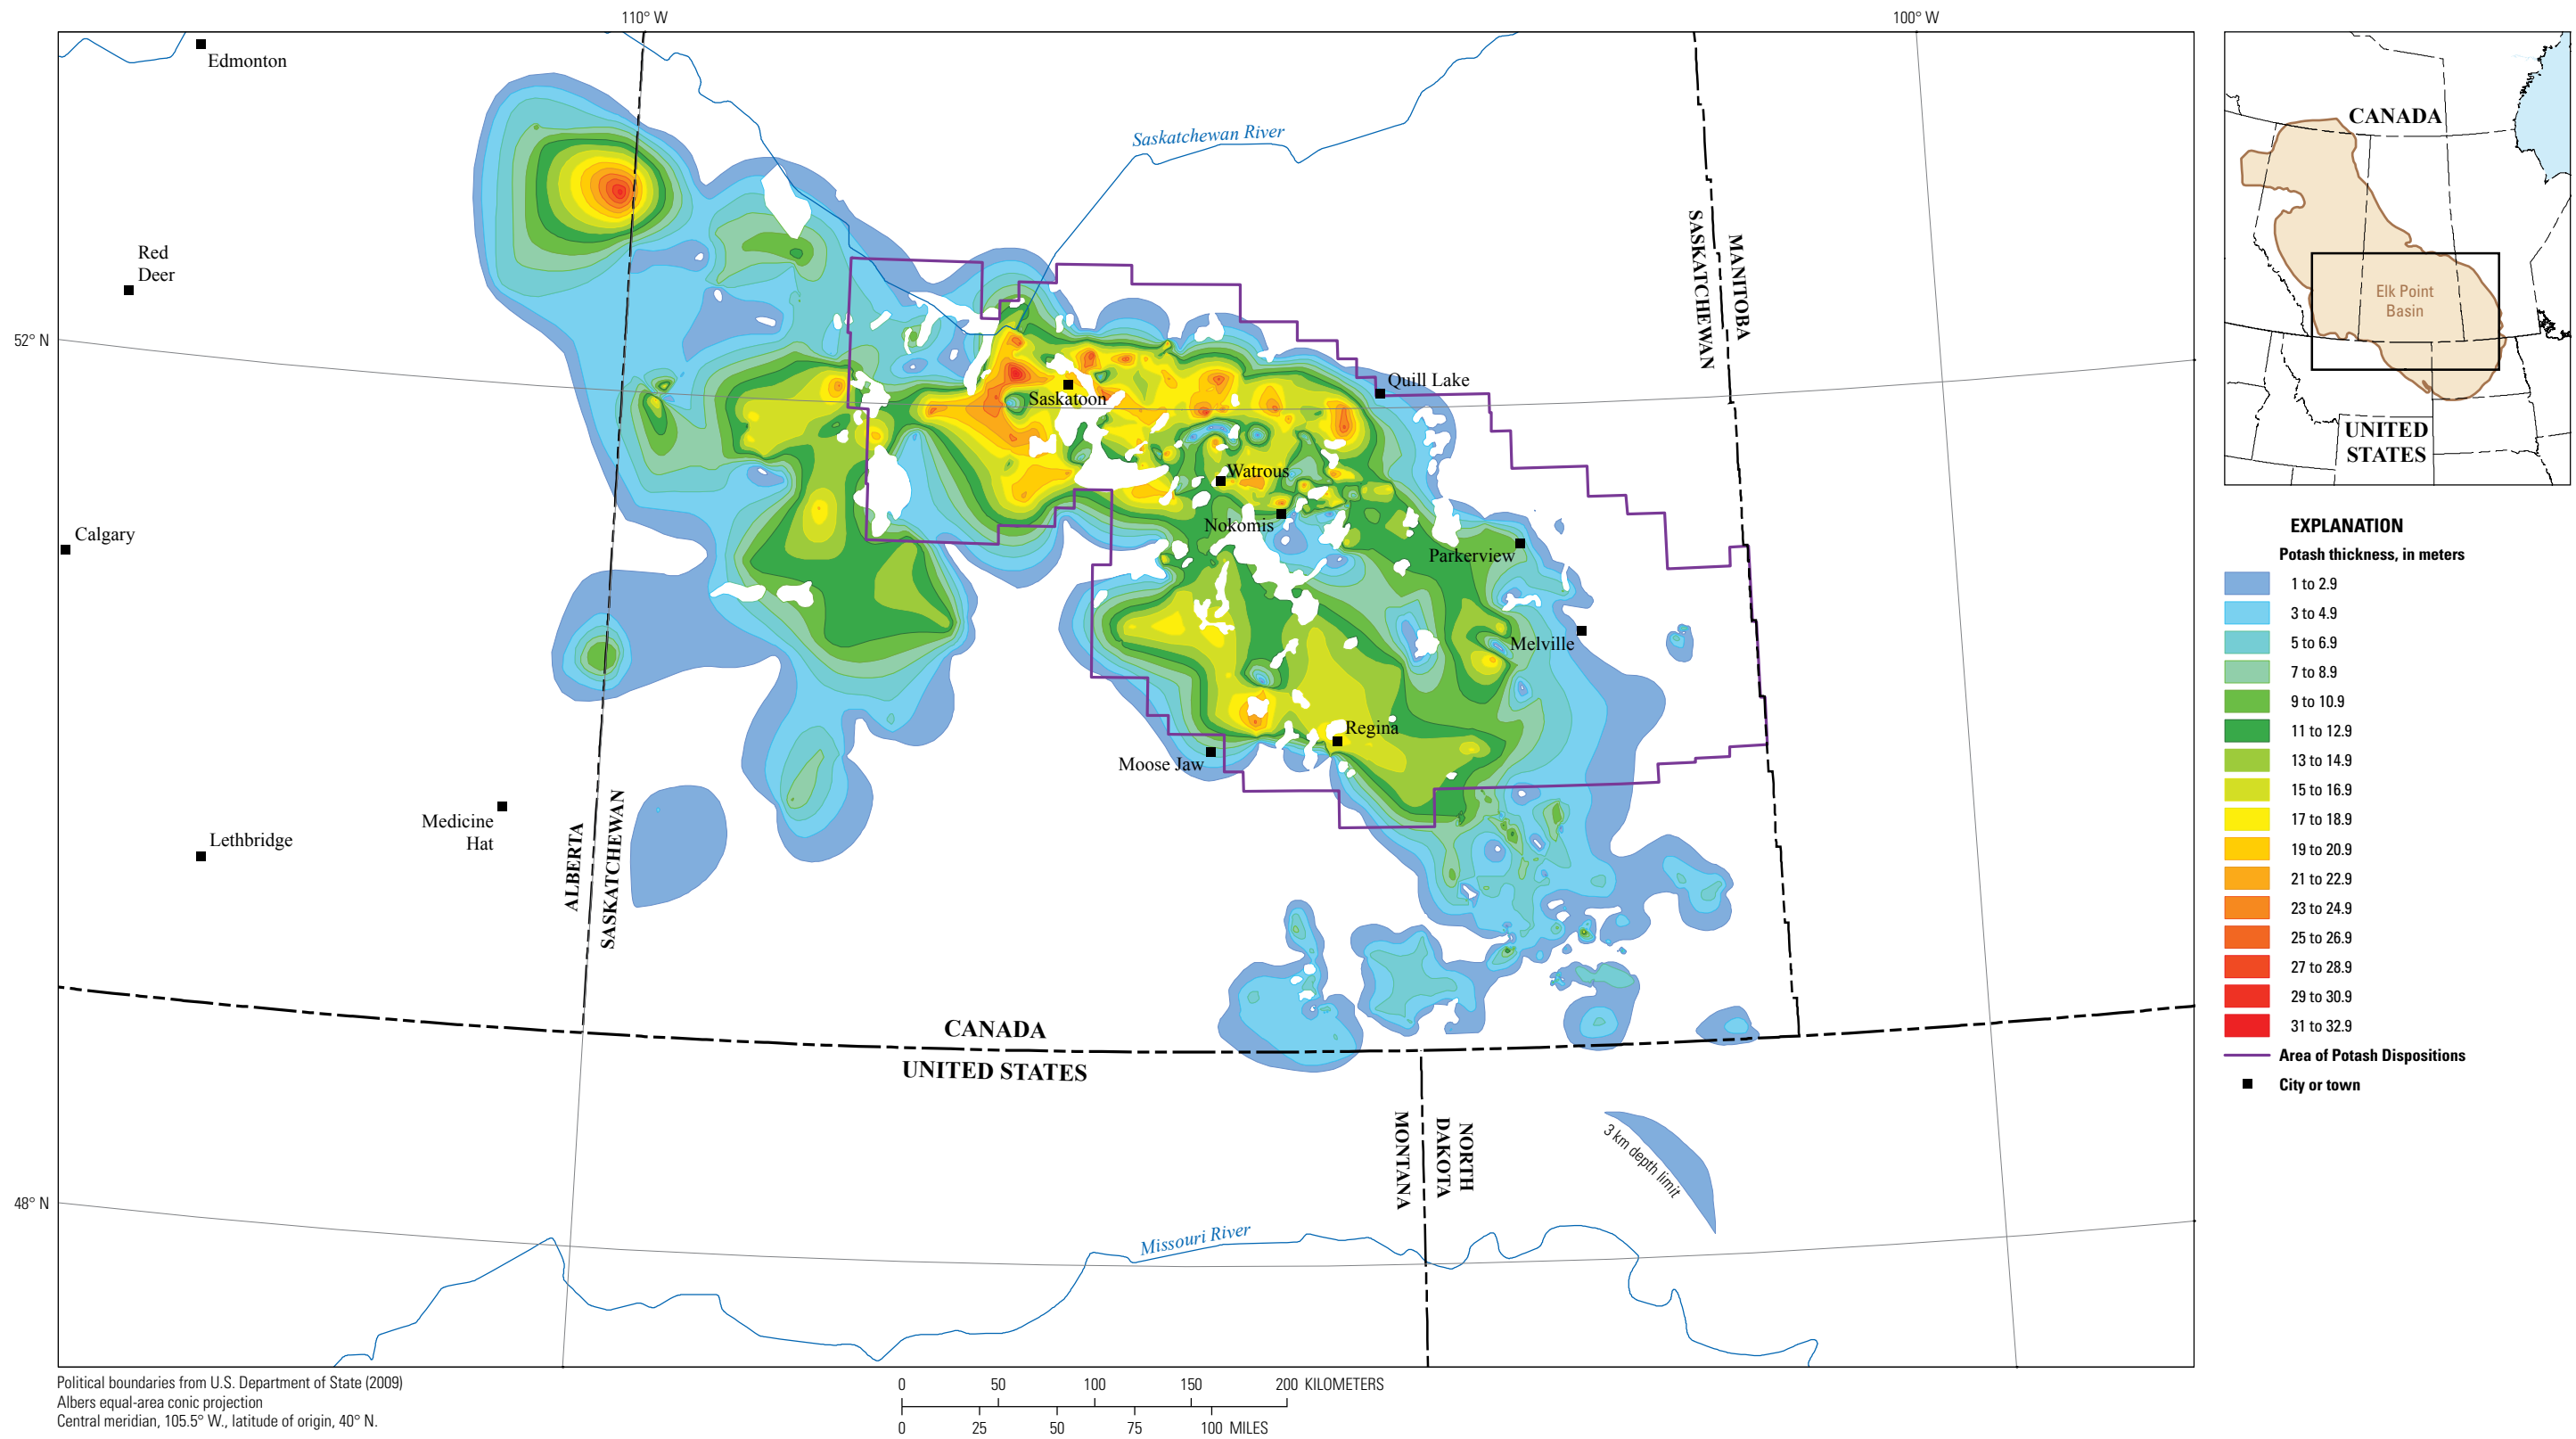 110° W
100° W
Edmonton
Saskatchewan River
CANADA
Red
Deer
SASKATCHEWAN
MANITOBA
Elk Point
Basin
52° N
Quill Lake
Saskatoon
UNITED
STATES
Watrous
Nokomis
Calgary
Parkerview
Melville
Regina
Moose Jaw
Medicine
Hat
Lethbridge
ALBERTA
SASKATCHEWAN
CANADA
UNITED STATES
MONTANA
NORTH
DAKOTA
3 km depth limit
48° N
Missouri River
EXPLANATION
Potash thickness, in meters
1 to 2.9
3 to 4.9
5 to 6.9
7 to 8.9
9 to 10.9
11 to 12.9
13 to 14.9
15 to 16.9
17 to 18.9
19 to 20.9
21 to 22.9
23 to 24.9
25 to 26.9
27 to 28.9
29 to 30.9
31 to 32.9
Area of Potash Dispositions
City or town
Political boundaries from U.S. Department of State (2009)
Albers equal-area conic projection
Central meridian, 105.5° W., latitude of origin, 40° N.
0 50 100 150 200 KILOMETERS
0 25 50 75 100 MILES